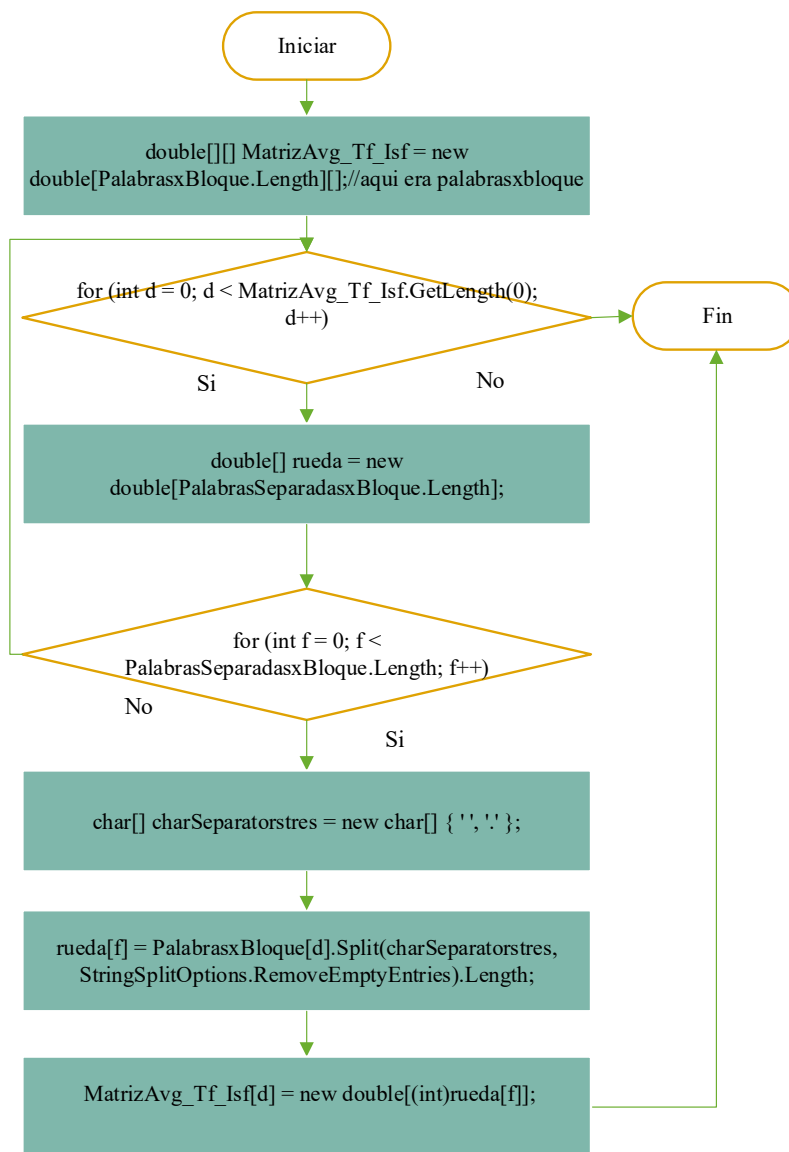 Iniciar
double[][] MatrizAvg_Tf_Isf = new
double[PalabrasxBloque.Length][];//aqui era palabrasxbloque
for (int d = 0; d < MatrizAvg_Tf_Isf.GetLength(0);
d++)
Fin
Si
No
double[] rueda = new
double[PalabrasSeparadasxBloque.Length];
for (int f = 0; f <
PalabrasSeparadasxBloque.Length; f++)
No
Si
char[] charSeparatorstres = new char[] { ' ', '.' };
rueda[f] = PalabrasxBloque[d].Split(charSeparatorstres,
StringSplitOptions.RemoveEmptyEntries).Length;
MatrizAvg_Tf_Isf[d] = new double[(int)rueda[f]];